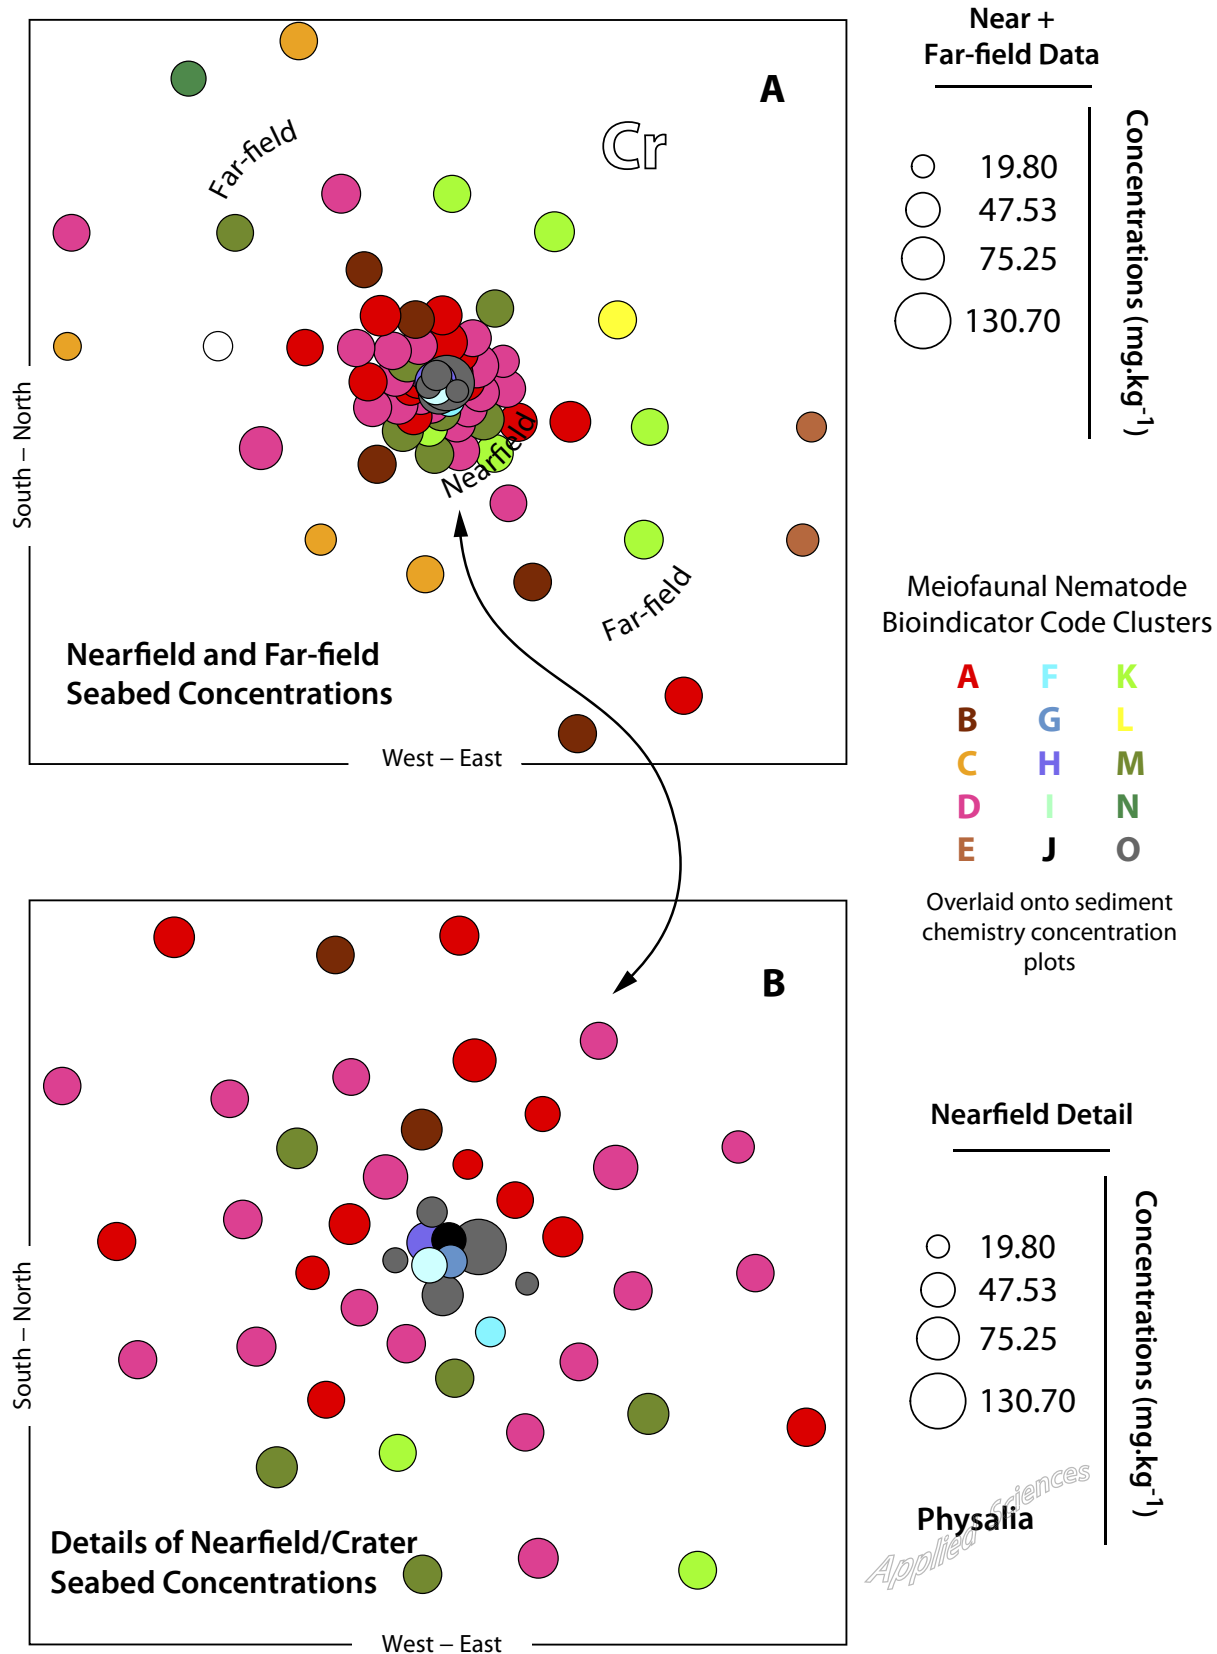 Near +
Far-field Data
A
Cr
Far-field
Concentrations (mg.kg-1)
19.80
47.53
75.25
130.70
South – North
Nearfield
Far-field
Nearfield and Far-field
Seabed Concentrations
West – East
Meiofaunal Nematode
Bioindicator Code Clusters
A F K
B G L
C H M
D I N
E J O
Overlaid onto sediment
chemistry concentration
plots
B
Nearfield Detail
Concentrations (mg.kg-1)
19.80
47.53
75.25
130.70
South – North
Details of Nearfield/Crater
Seabed Concentrations
West – East
Physalia
Applied Sciences